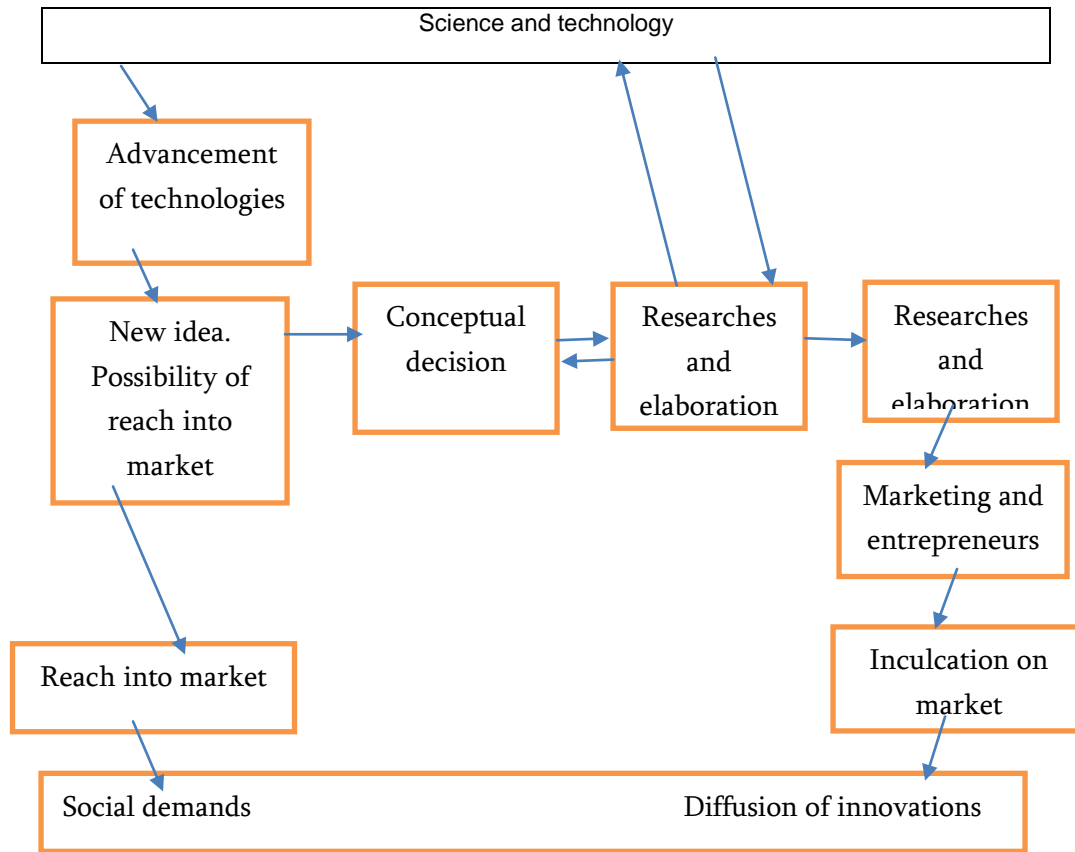 Science and technology
Advancement
of technologies
New idea.
Possibility of
reach into
market
Conceptual
decision
Researches
and
elaboration
Researches
and
elaboration
Marketing and
entrepreneurs
Reach into market
Inculcation on
market
Social demands
Diffusion of innovations